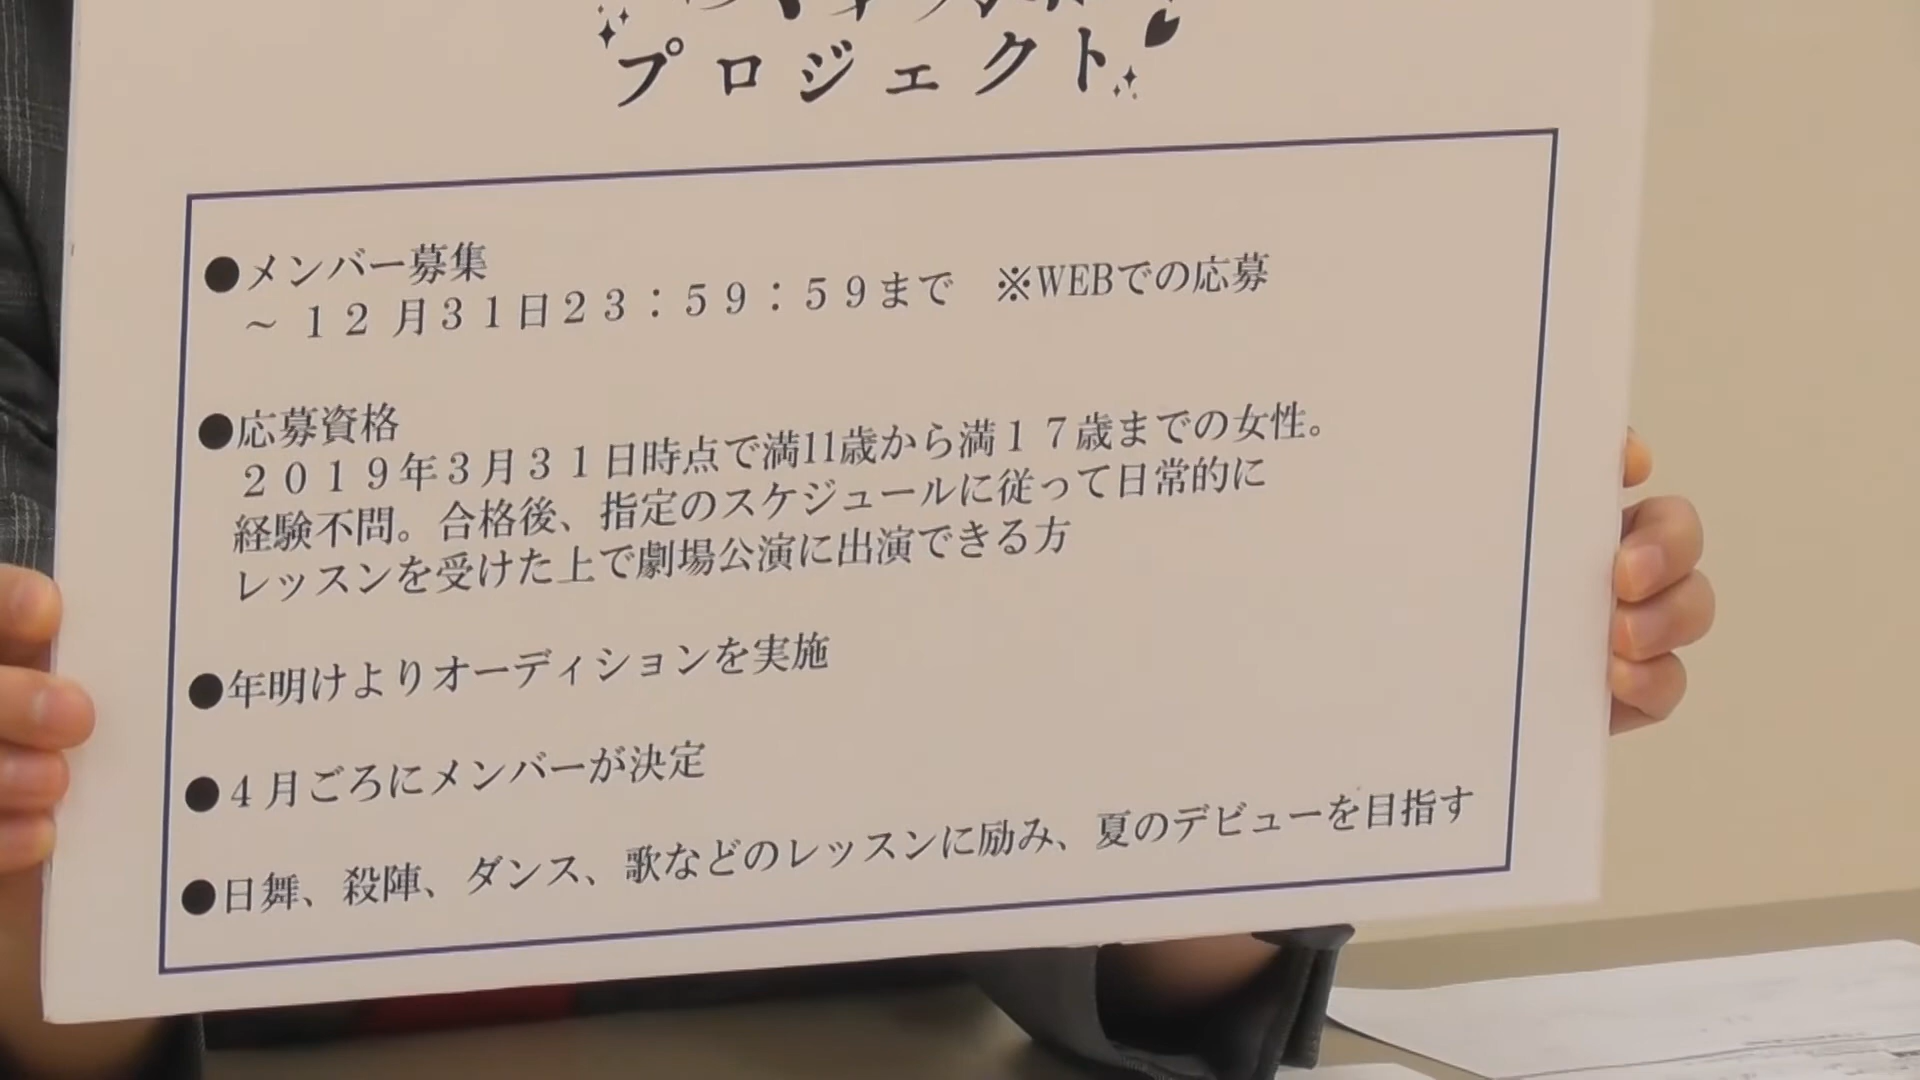 プロジェクト
●メンバー募集
～１２月３１日２３：５９：５９まで　※WEBでの応募
●応募資格
２０１９年３月３１日時点で満11歳から満１７歳までの女性。
経験不問。合格後、指定のスケジュールに従って日常的に
レッスンを受けた上で劇場公演に出演できる方
●年明けよりオーディションを実施
●４月ごろにメンバーが決定
●日舞、殺陣、ダンス、歌などのレッスンに励み、夏のデビューを目指す